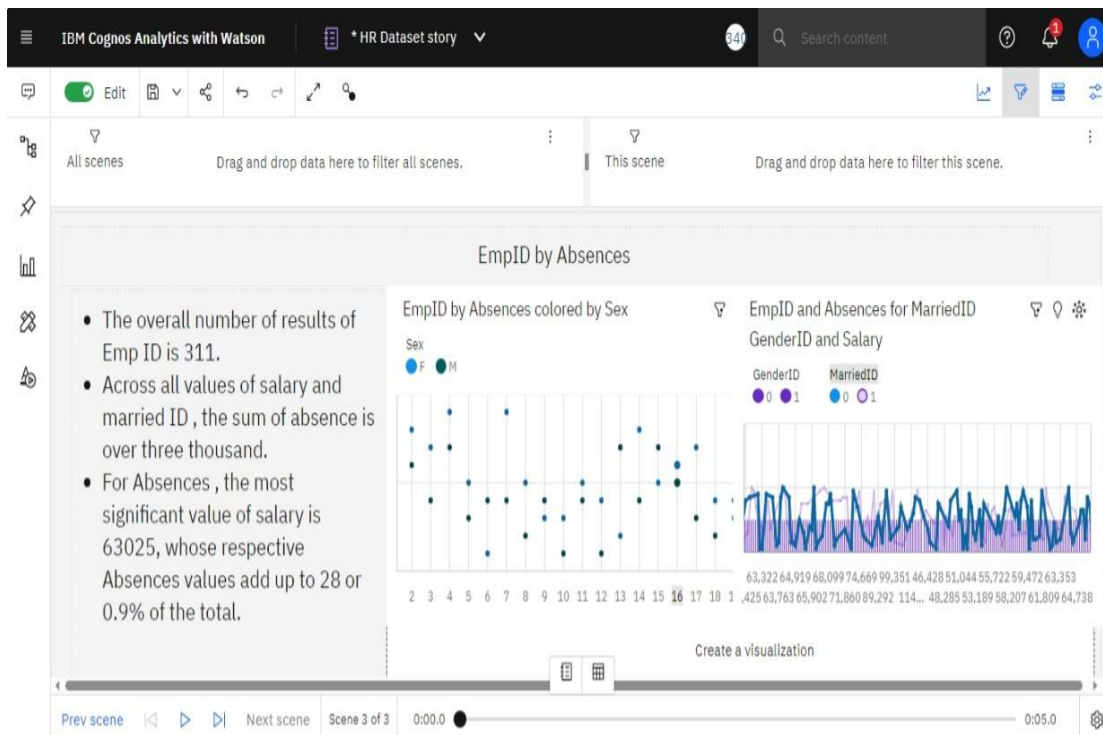 IBM Cognos Analytics with Watson
* HR Dataset story
340
Search content
1
Edit
All scenes
Drag and drop data here to filter all scenes.
This scene
Drag and drop data here to filter this scene.
EmpID by Absences
• The overall number of results of
Emp ID is 311.
• Across all values of salary and
married ID , the sum of absence is
over three thousand.
• For Absences , the most
significant value of salary is
63025, whose respective
Absences values add up to 28 or
0.9% of the total.
EmpID by Absences colored by Sex
Sex
F M
2 3 4 5 6 7 8 9 10 11 12 13 14 15 16 17 18 1
EmpID and Absences for MarriedID
GenderID and Salary
GenderID MarriedID
0 1 0 1
63,322 64,919 68,099 74,669 99,351 46,428 51,044 55,722 59,472 63,353
,425 63,763 65,902 71,860 89,292 114... 48,285 53,189 58,207 61,809 64,738
Create a visualization
Prev scene
Next scene
Scene 3 of 3
0:00.0
0:05.0